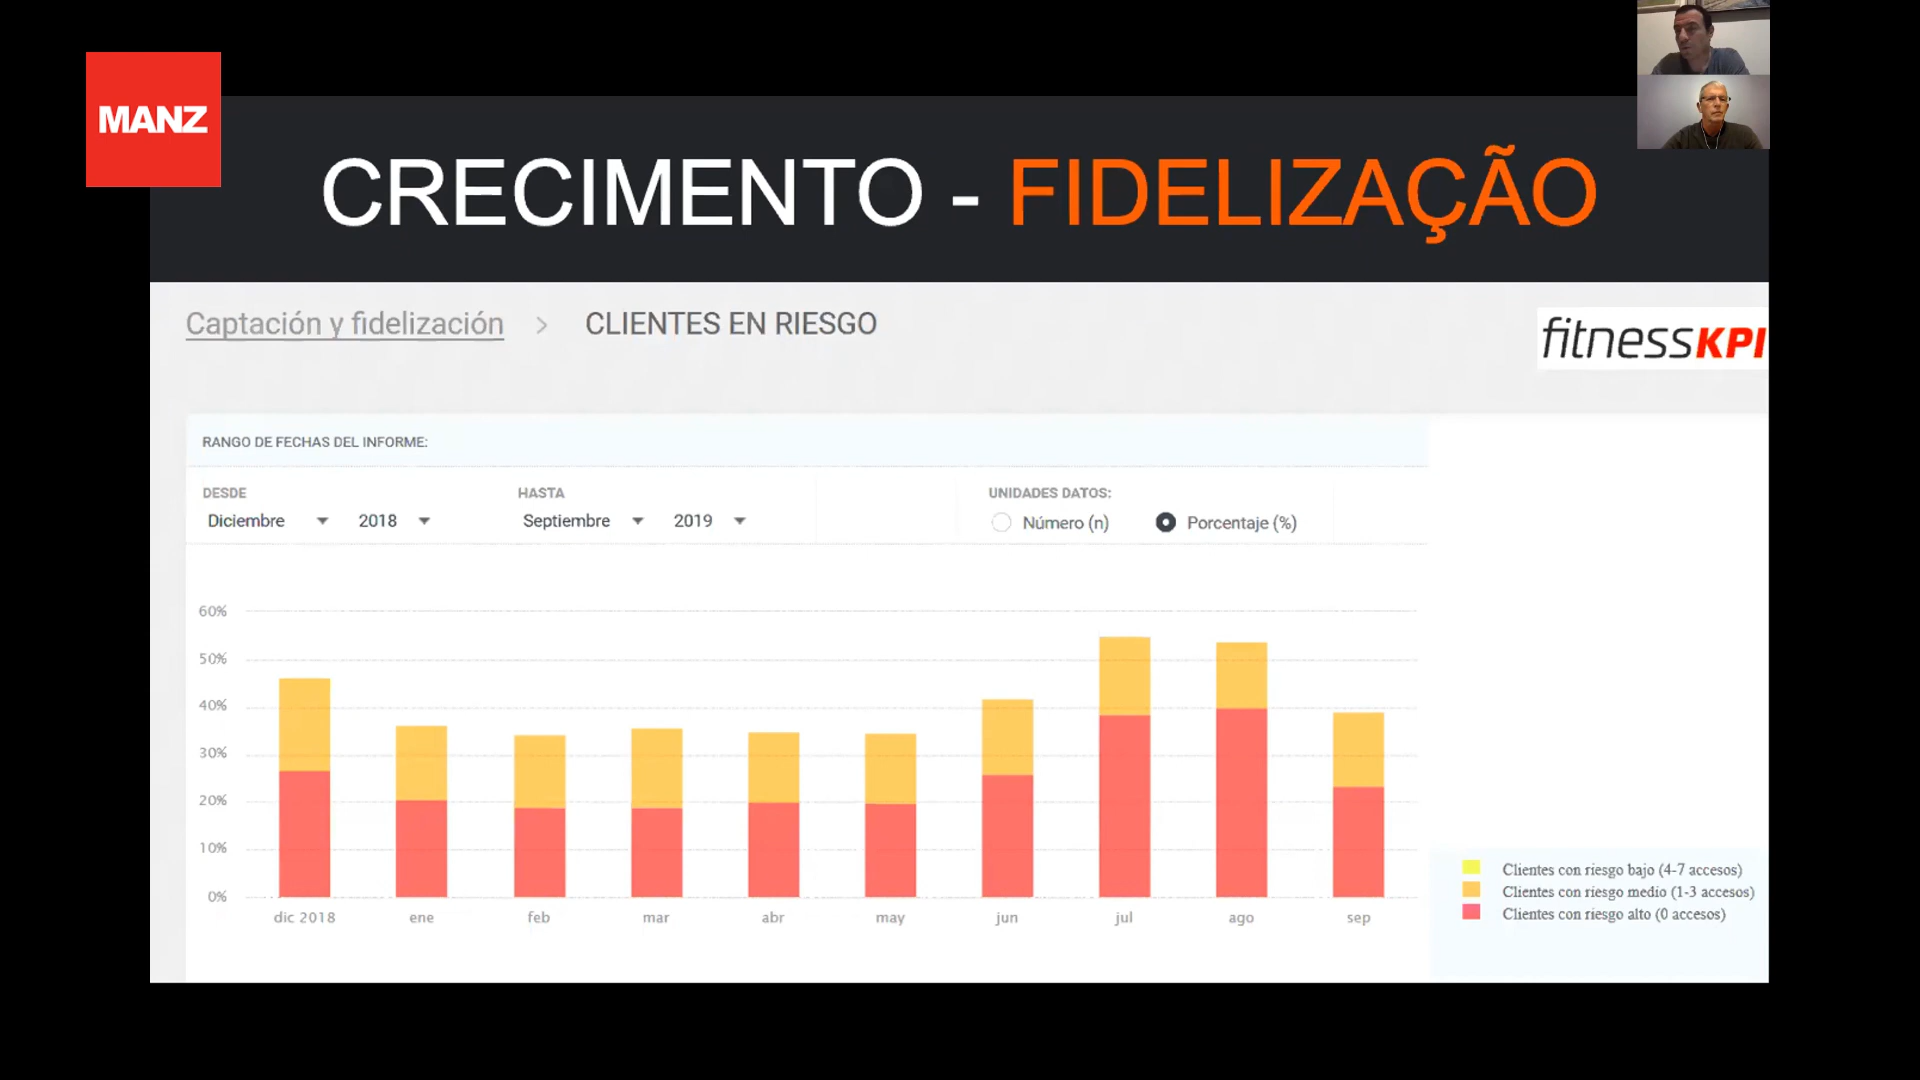 MANZ
CRECIMENTO - FIDELIZAÇÃO
Captación y fidelización > CLIENTES EN RIESGO
fitnessKPI
RANGO DE FECHAS DEL INFORME:
DESDE HASTA UNIDADES DATOS:
Diciembre 2018 Septiembre 2019 Número (n) Porcentaje (%)
60%
50%
40%
30%
20%
10%
0%
dic 2018 ene feb mar abr may jun jul ago sep
Clientes con riesgo bajo (4-7 accesos)
Clientes con riesgo medio (1-3 accesos)
Clientes con riesgo alto (0 accesos)